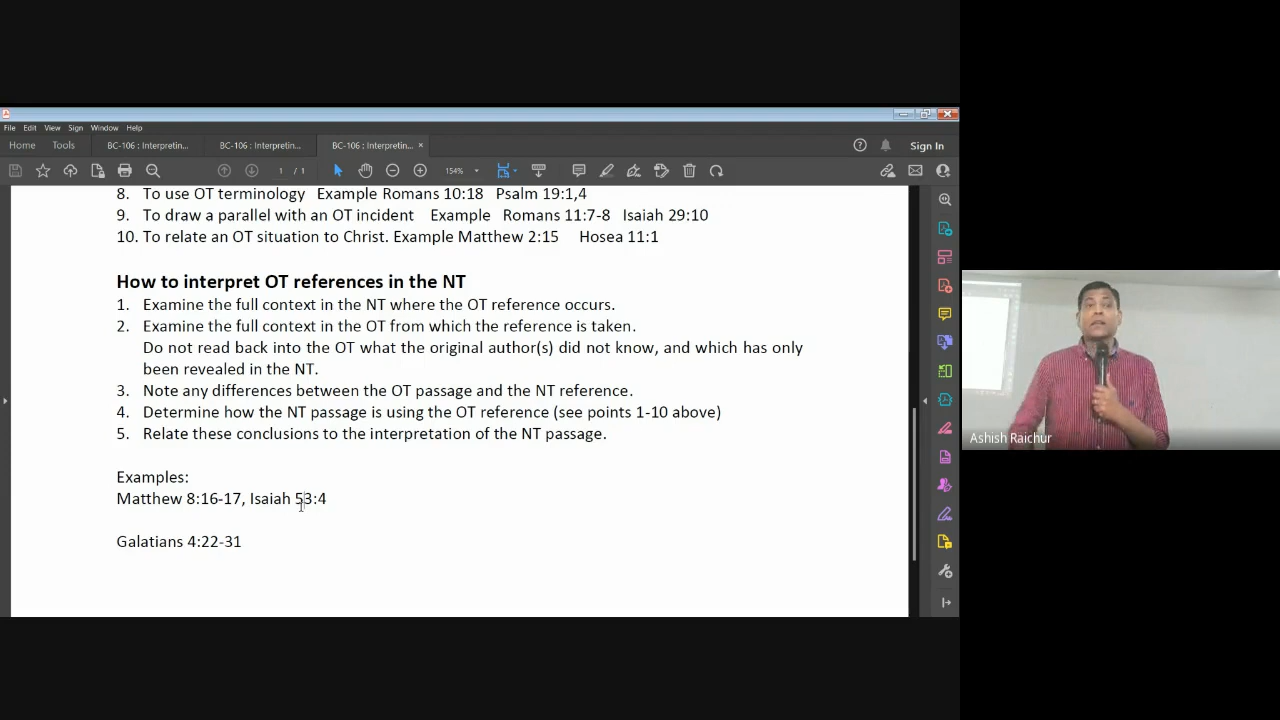 File Edit View Sign Window Help
Home Tools BC-106 : Interpretin... BC-106 : Interpretin... BC-106 : Interpretin... × Sign In
1 / 1 154%
8. To use OT terminology Example Romans 10:18 Psalm 19:1,4
9. To draw a parallel with an OT incident Example Romans 11:7-8 Isaiah 29:10
10. To relate an OT situation to Christ. Example Matthew 2:15 Hosea 11:1
How to interpret OT references in the NT
1. Examine the full context in the NT where the OT reference occurs.
2. Examine the full context in the OT from which the reference is taken.
Do not read back into the OT what the original author(s) did not know, and which has only
been revealed in the NT.
3. Note any differences between the OT passage and the NT reference.
4. Determine how the NT passage is using the OT reference (see points 1-10 above)
5. Relate these conclusions to the interpretation of the NT passage.
Examples:
Matthew 8:16-17, Isaiah 53:4
Galatians 4:22-31
Ashish Raichur